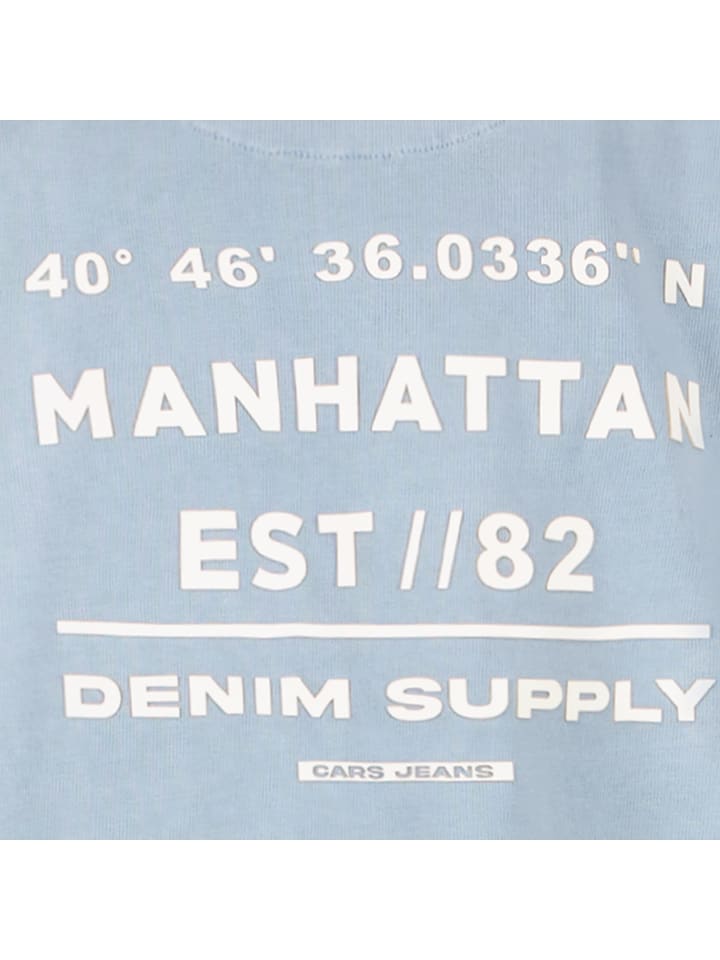 40° 46' 36.0336" N
MANHATTAN
EST//82
DENIM SUPPLY
CARS JEANS